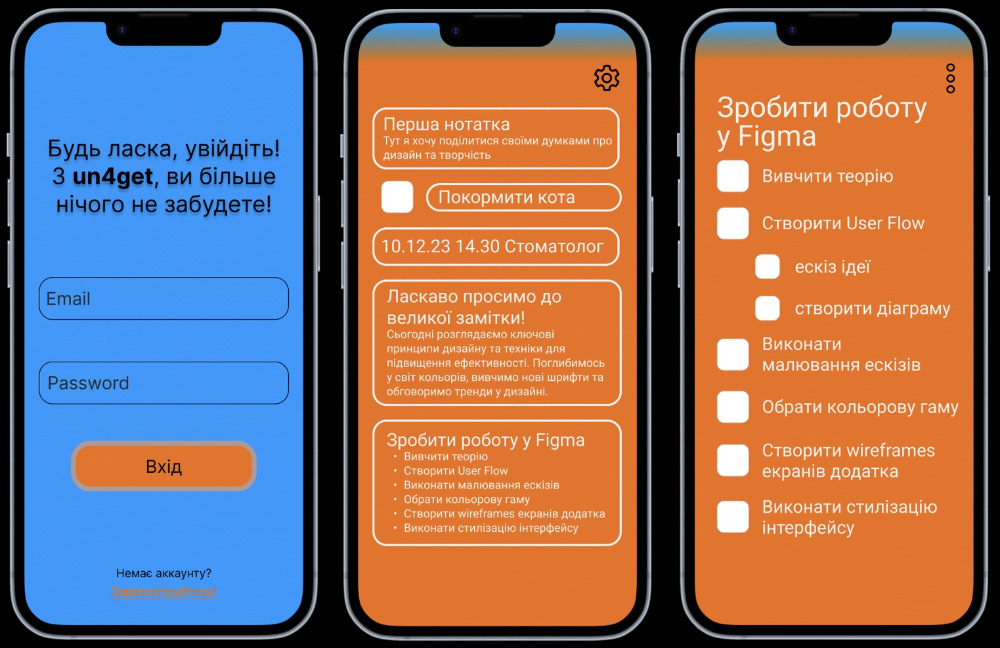 Будь ласка, увійдіть!
З un4get, ви більше
нічого не забудете!
Email
Password
Вхід
Немає аккаунту?
Зареєструйтесь!
Перша нотатка
Тут я хочу поділитися своїми думками про
дизайн та творчість
Покормити кота
10.12.23 14.30 Стоматолог
Ласкаво просимо до
великої замітки!
Сьогодні розглядаємо ключові
принципи дизайну та техніки для
підвищення ефективності. Поглибимось
у світ кольорів, вивчимо нові шрифти та
обговоримо тренди у дизайні.
Зробити роботу у Figma
• Вивчити теорію
• Створити User Flow
• Виконати малювання ескізів
• Обрати кольорову гаму
• Створити wireframes екранів додатка
• Виконати стилізацію інтерфейсу
Зробити роботу
у Figma
Вивчити теорію
Створити User Flow
ескіз ідеї
створити діаграму
Виконати
малювання ескізів
Обрати кольорову гаму
Створити wireframes
екранів додатка
Виконати стилізацію
інтерфейсу